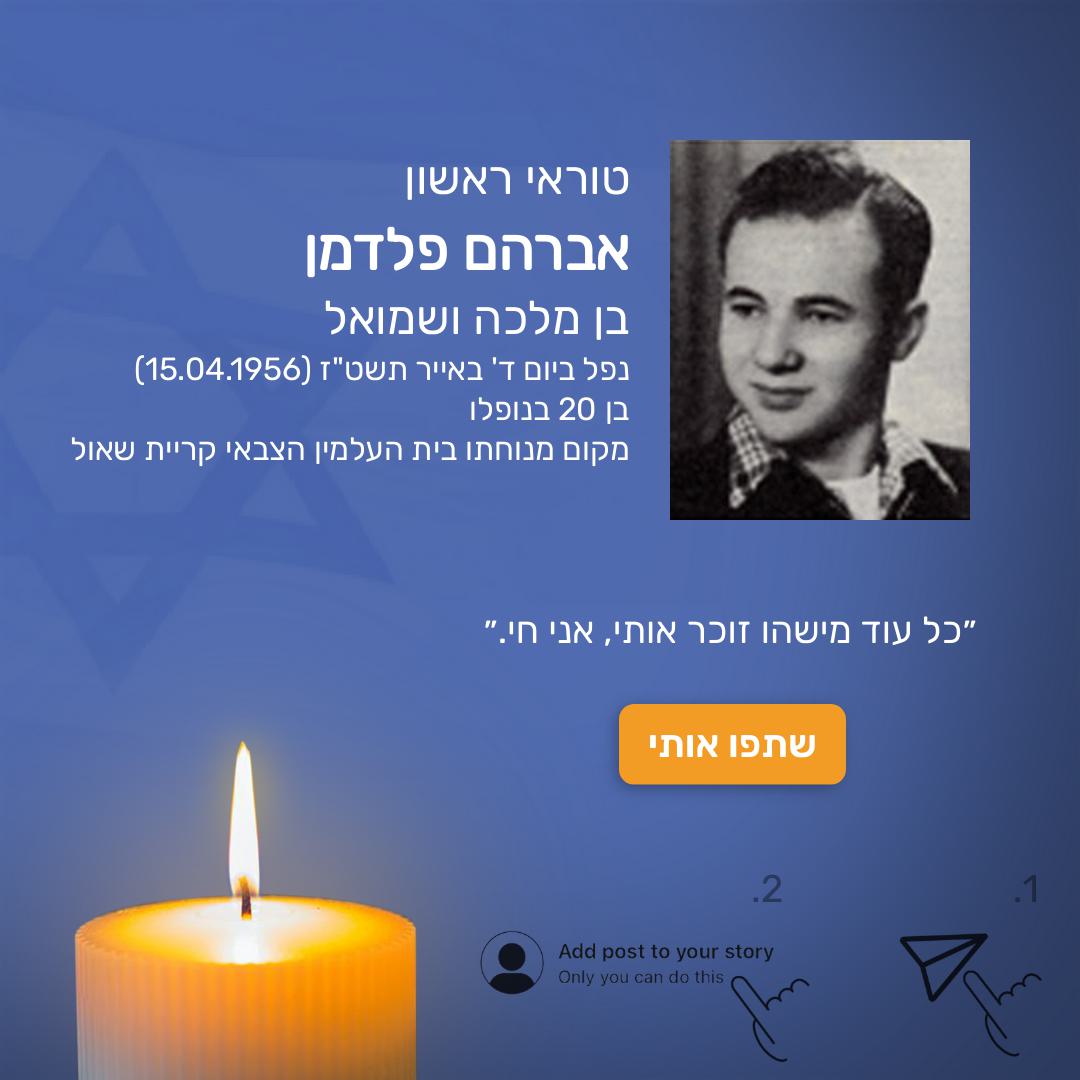 טוראי ראשון
אברהם פלדמן
בן מלכה ושמואל
נפל ביום ד' באייר תשט"ז (15.04.1956)
בן 20 בנופלו
מקום מנוחתו בית העלמין הצבאי קריית שאול
״כל עוד מישהו זוכר אותי, אני חי.״
שתפו אותי
1.
2.
Add post to your story
Only you can do this